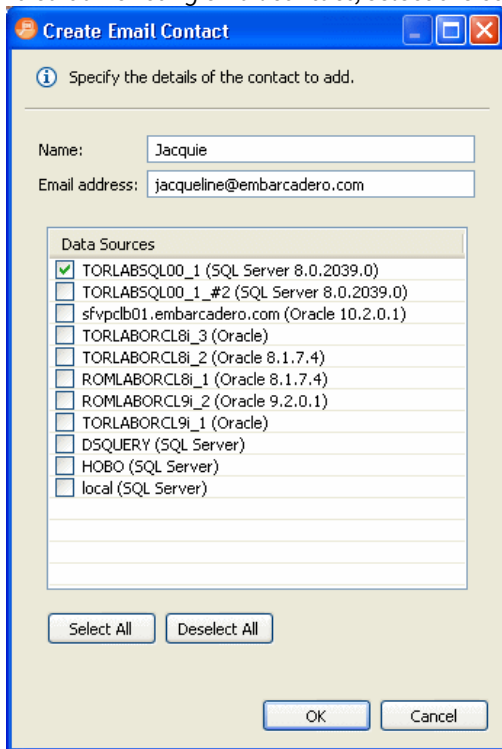 Create Email Contact
Specify the details of the contact to add.
Name: Jacquie
Email address: jacqueline@embarcadero.com
Data Sources
TORLABSQL00_1 (SQL Server 8.0.2039.0)
TORLABSQL00_1_#2 (SQL Server 8.0.2039.0)
sfvpclb01.embarcadero.com (Oracle 10.2.0.1)
TORLABORCL8i_3 (Oracle)
TORLABORCL8i_2 (Oracle 8.1.7.4)
ROMLABORCL8i_1 (Oracle 8.1.7.4)
ROMLABORCL9i_2 (Oracle 9.2.0.1)
TORLABORCL9i_1 (Oracle)
DSQUERY (SQL Server)
HOBO (SQL Server)
local (SQL Server)
Select All Deselect All
OK Cancel